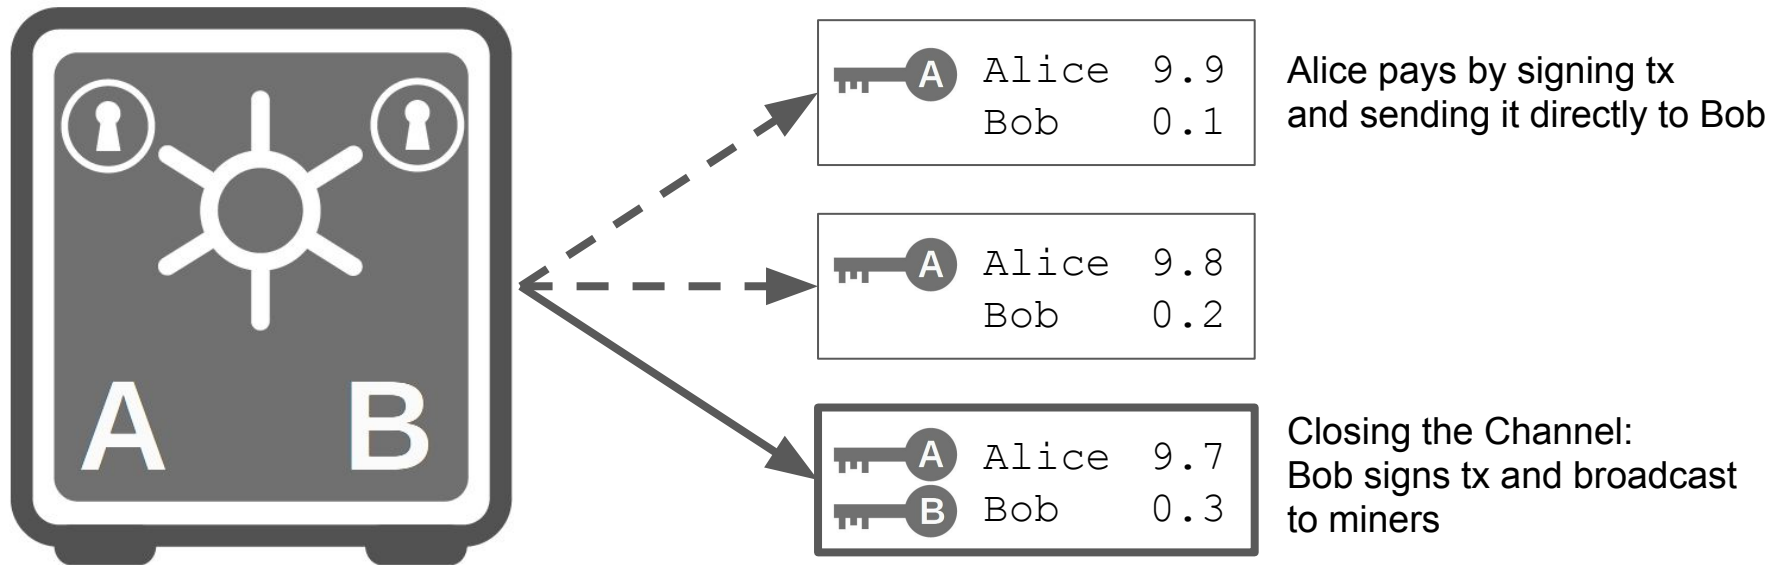 A B
A Alice 9.9
Bob 0.1
Alice pays by signing tx
and sending it directly to Bob
A Alice 9.8
Bob 0.2
A Alice 9.7
B Bob 0.3
Closing the Channel:
Bob signs tx and broadcast
to miners